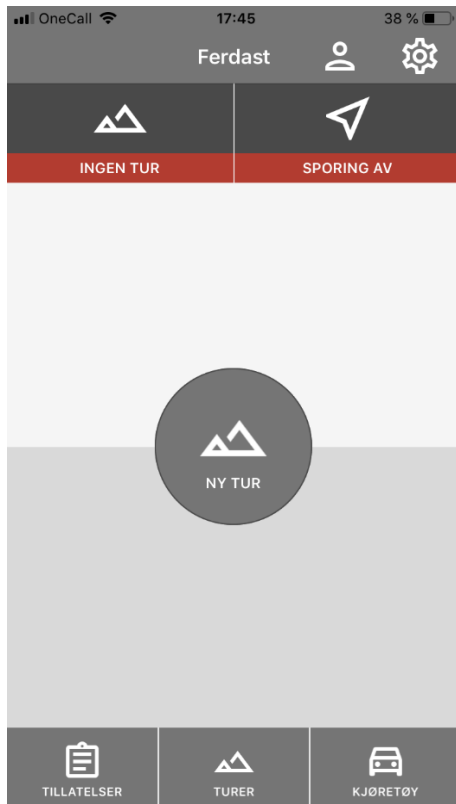 OneCall 17:45 38 %
Ferdast
INGEN TUR SPORING AV
NY TUR
TILLATELSER TURER KJØRETØY